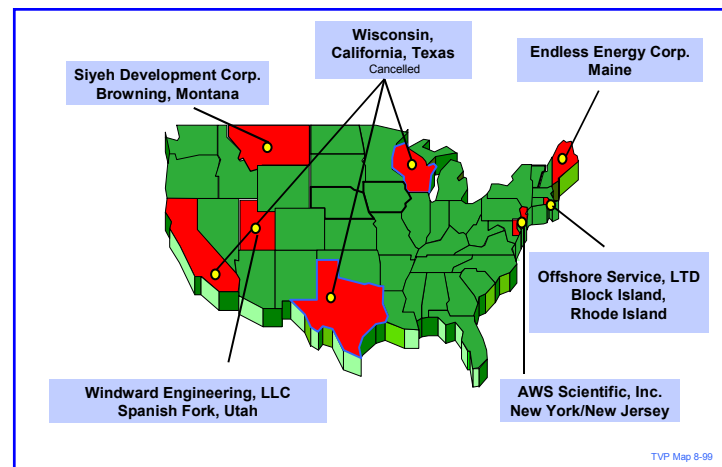 Wisconsin,
California, Texas
Cancelled
Endless Energy Corp.
Maine
Siyeh Development Corp.
Browning, Montana
Offshore Service, LTD
Block Island,
Rhode Island
Windward Engineering, LLC
Spanish Fork, Utah
AWS Scientific, Inc.
New York/New Jersey
TVP Map 8-99